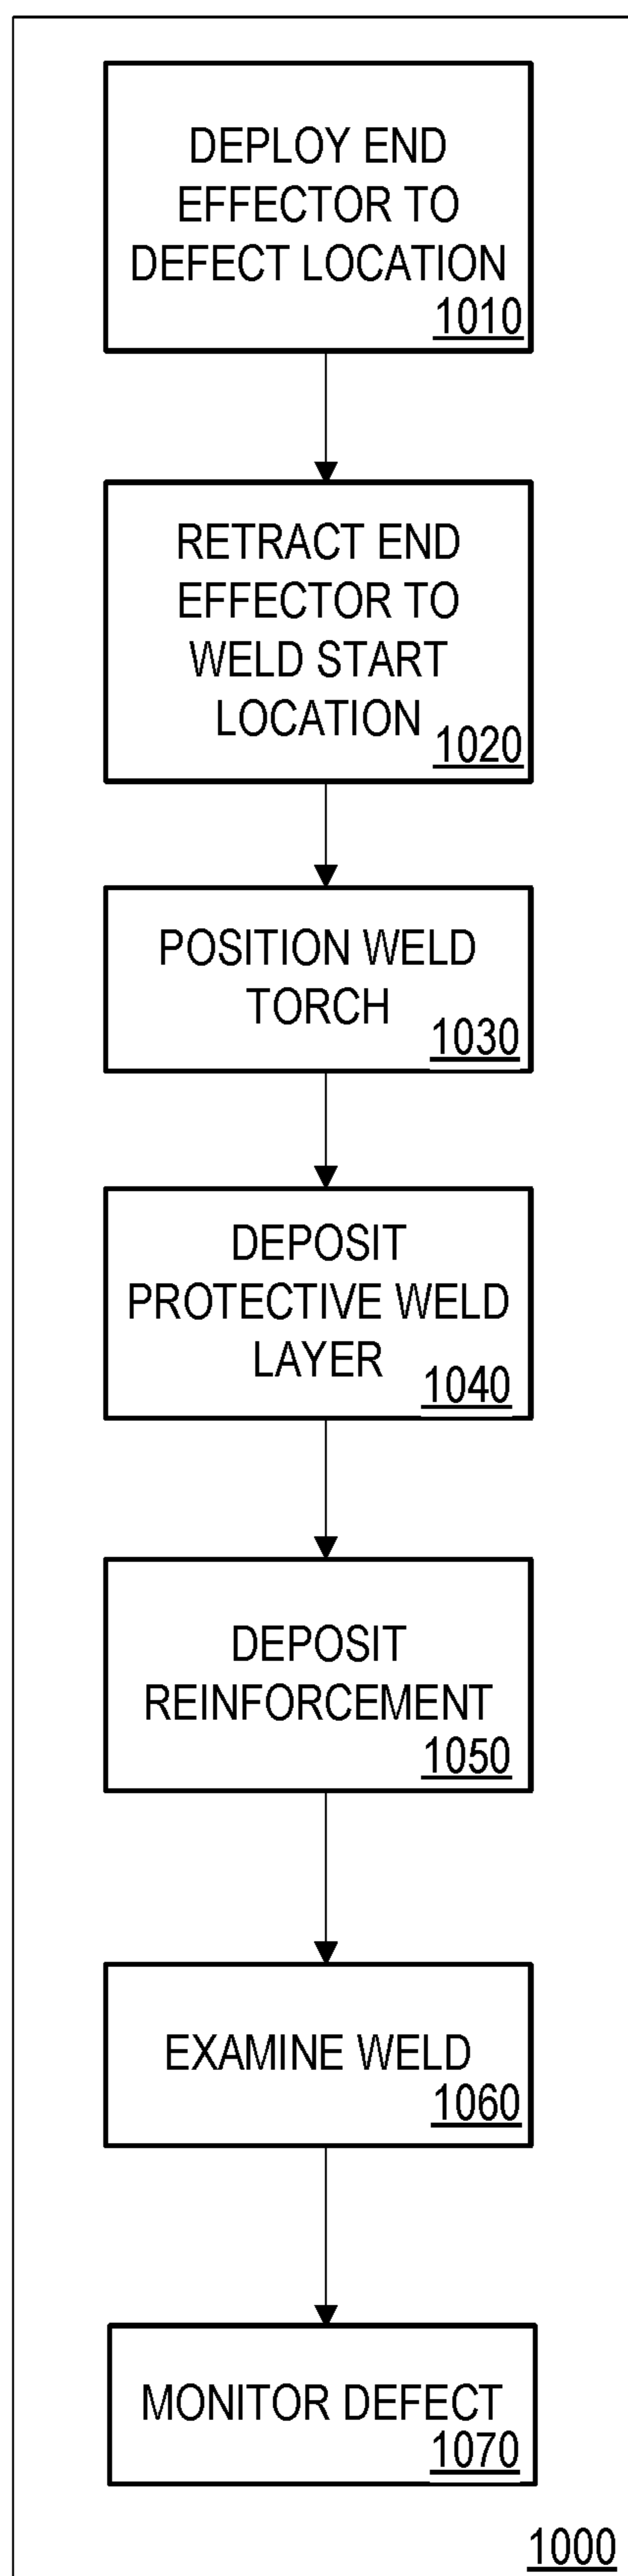 DEPLOY END
EFFECTOR TO
DEFECT LOCATION
1010
RETRACT END
EFFECTOR TO
WELD START
LOCATION
1020
POSITION WELD
TORCH
1030
DEPOSIT
PROTECTIVE WELD
LAYER
1040
DEPOSIT
REINFORCEMENT
1050
EXAMINE WELD
1060
MONITOR DEFECT
1070
1000